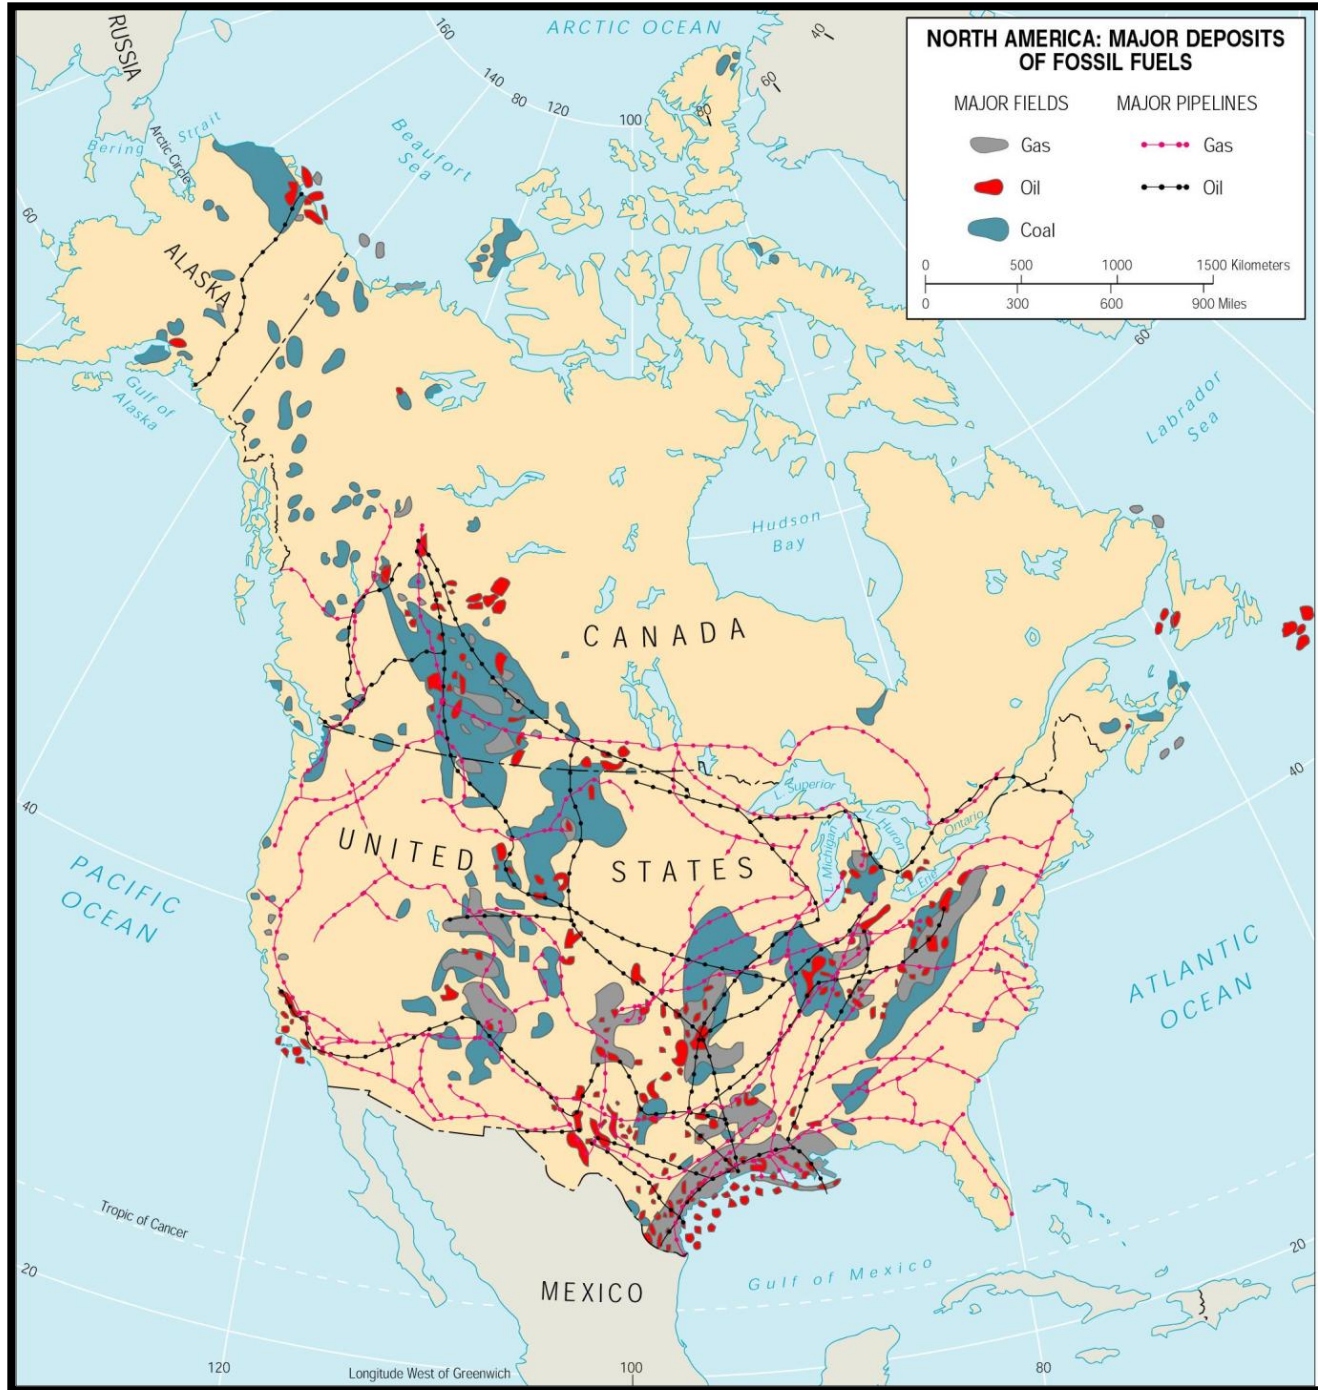 NORTH AMERICA: MAJOR DEPOSITS
OF FOSSIL FUELS
MAJOR FIELDS
MAJOR PIPELINES
Gas
Gas
Oil
Oil
Coal
0 500 1000 1500 Kilometers
0 300 600 900 Miles
RUSSIA
160
140
80
120
100
80
60
40
ARCTIC OCEAN
Bering Strait
Arctic Circle
Beaufort
Sea
60
ALASKA
Gulf of
Alaska
60
Labrador
Sea
Hudson
Bay
CANADA
40
40
L. Superior
L. Michigan
L. Huron
Ontario
L. Erie
UNITED STATES
PACIFIC
OCEAN
ATLANTIC
OCEAN
Tropic of Cancer
20
20
Gulf of Mexico
MEXICO
120
Longitude West of Greenwich
100
80